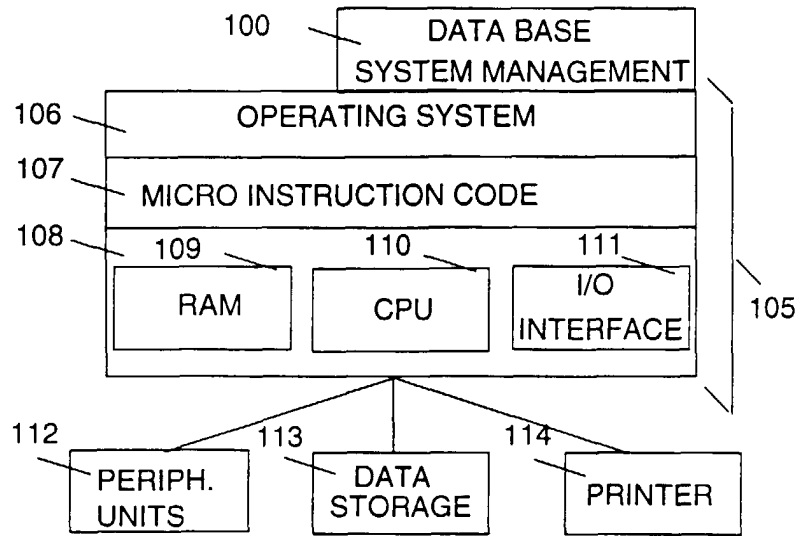 100
DATA BASE
SYSTEM MANAGEMENT
106
OPERATING SYSTEM
107
MICRO INSTRUCTION CODE
108
109
110
111
RAM
CPU
I/O
INTERFACE
105
112
113
114
PERIPH.
UNITS
DATA
STORAGE
PRINTER